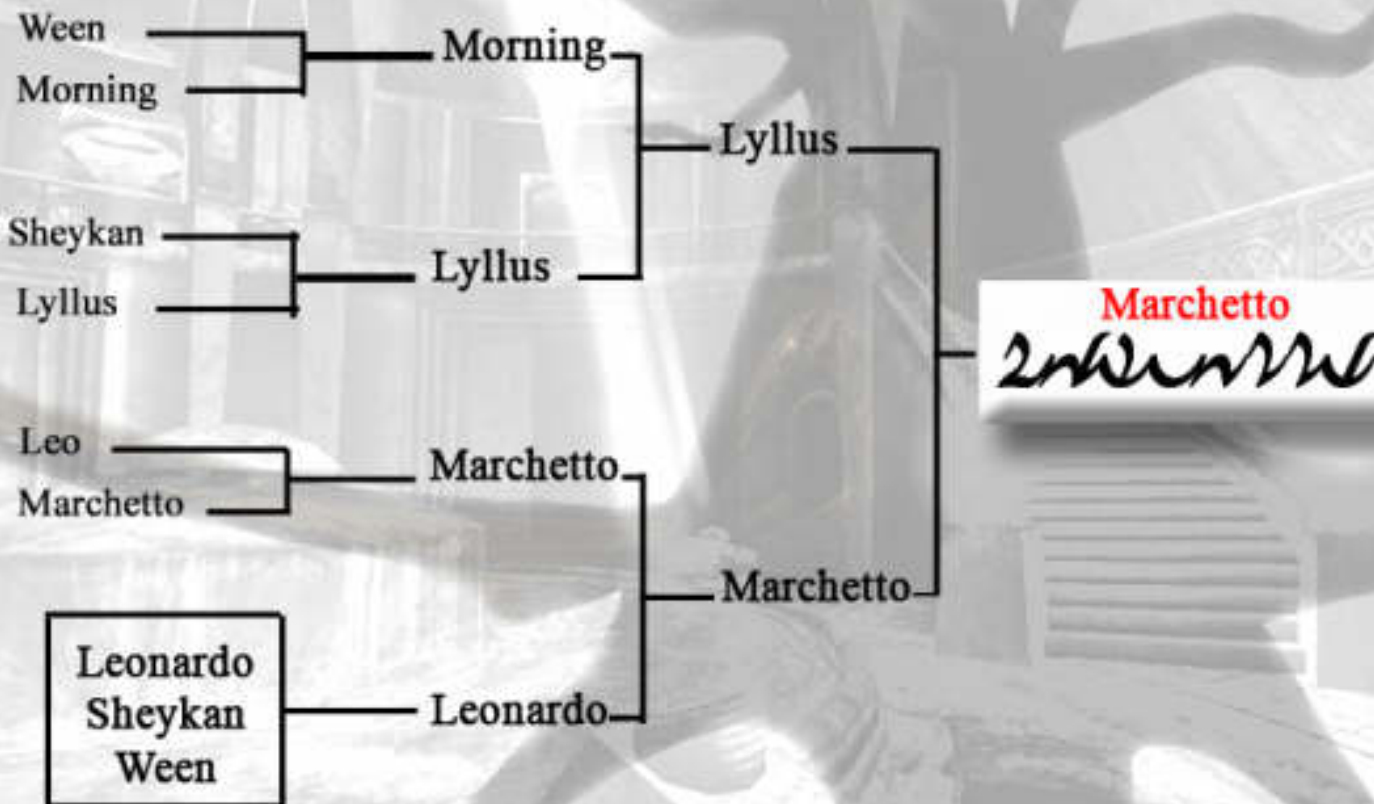 Ween
Morning
Morning
Sheykan
Lyllus
Lyllus
Lyllus
Leo
Marchetto
Marchetto
Leonardo
Sheykan
Ween
Leonardo
Marchetto
Marchetto